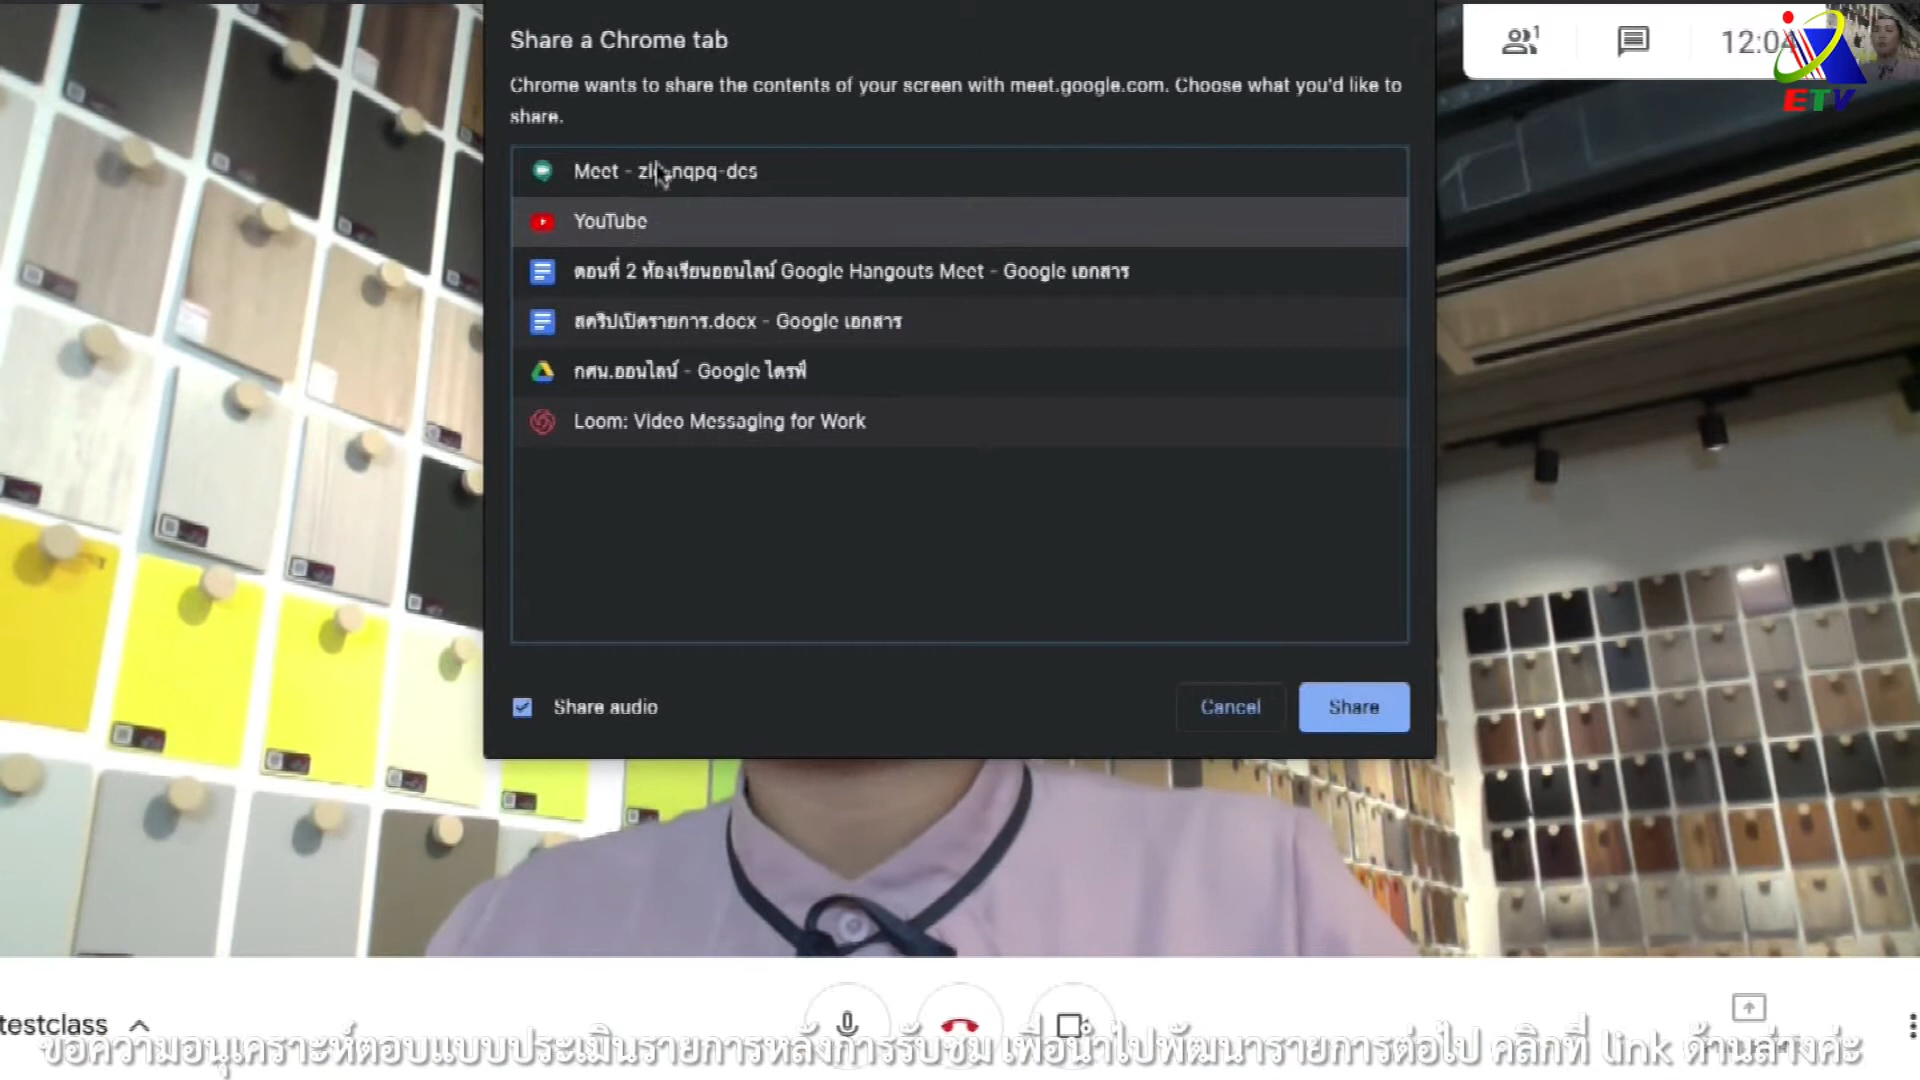 Share a Chrome tab
Chrome wants to share the contents of your screen with meet.google.com. Choose what you'd like to
share.
Meet - zl nqpq-dcs
YouTube
ตอนที่ 2 ห้องเรียนออนไลน์ Google Hangouts Meet - Google เอกสาร
สคริปเปิดรายการ.docx - Google เอกสาร
กศน.ออนไลน์ - Google ไดรฟ์
Loom: Video Messaging for Work
Share audio
Cancel
Share
1
12:04
ETV
testclass
ขอความอนุเคราะห์ตอบแบบประเมินรายการหลังการรับชม เพื่อนำไปพัฒนารายการต่อไป คลิกที่ link ด้านล่างค่ะ